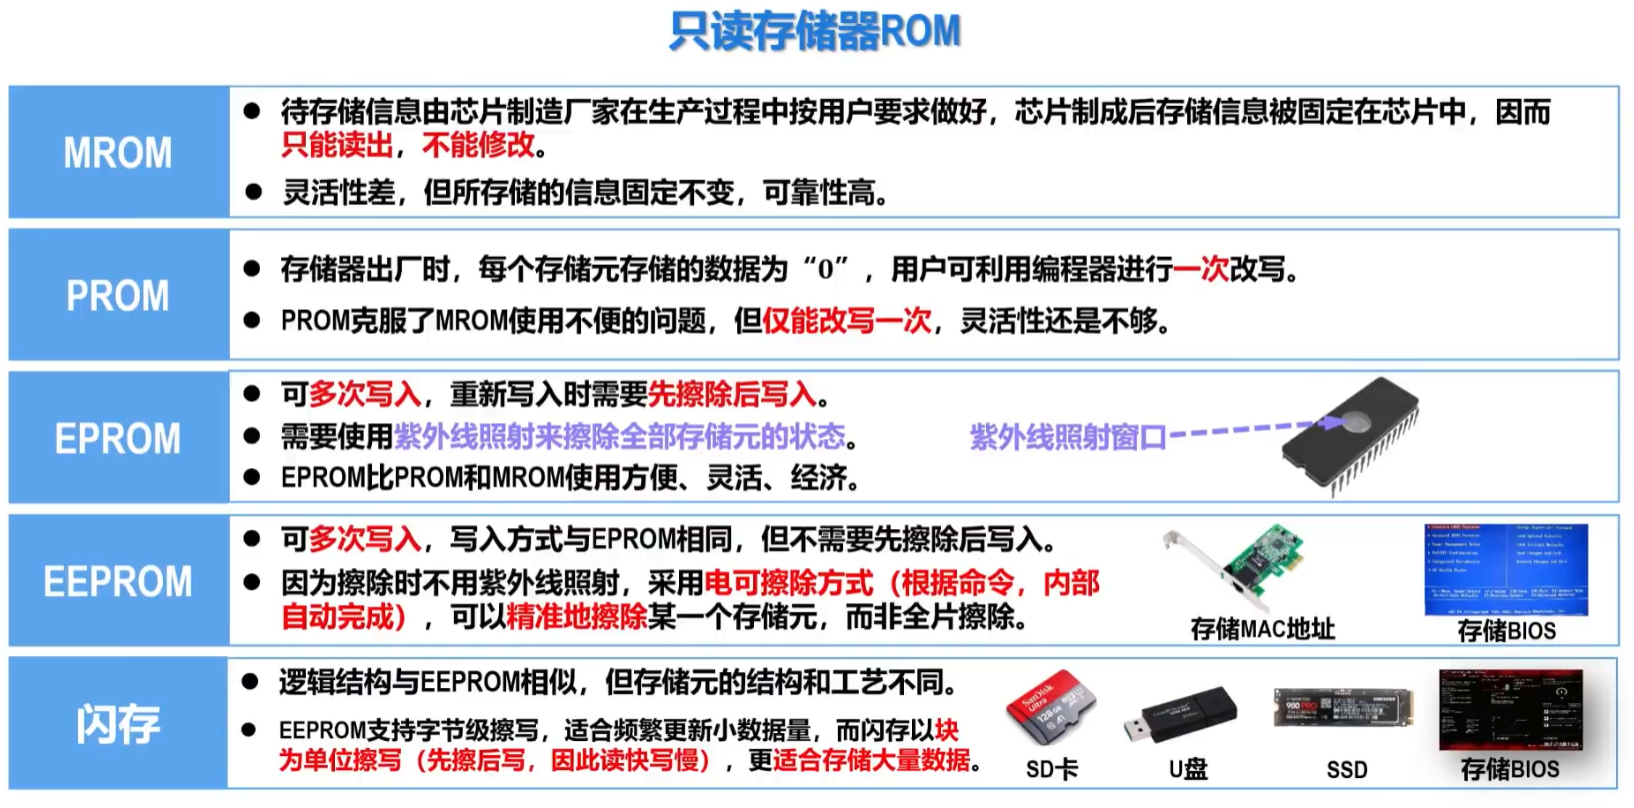 只读存储器ROM
MROM
● 待存储信息由芯片制造厂家在生产过程中按用户要求做好，芯片制成后存储信息被固定在芯片中，因而
只能读出，不能修改。
● 灵活性差，但所存储的信息固定不变，可靠性高。
PROM
● 存储器出厂时，每个存储元存储的数据为“0”，用户可利用编程器进行一次改写。
● PROM克服了MROM使用不便的问题，但仅能改写一次，灵活性还是不够。
EPROM
● 可多次写入，重新写入时需要先擦除后写入。
● 需要使用紫外线照射来擦除全部存储元的状态。
紫外线照射窗口
● EPROM比PROM和MROM使用方便、灵活、经济。
EEPROM
● 可多次写入，写入方式与EPROM相同，但不需要先擦除后写入。
● 因为擦除时不用紫外线照射，采用电可擦除方式（根据命令，内部
自动完成），可以精准地擦除某一个存储元，而非全片擦除。
存储MAC地址
存储BIOS
闪存
● 逻辑结构与EEPROM相似，但存储元的结构和工艺不同。
● EEPROM支持字节级擦写，适合频繁更新小数据量，而闪存以块
为单位擦写（先擦后写，因此读快写慢），更适合存储大量数据。
SanDisk
Ultra
128GB
A1
SD卡
U盘
980 PRO
SAMSUNG
SSD
存储BIOS